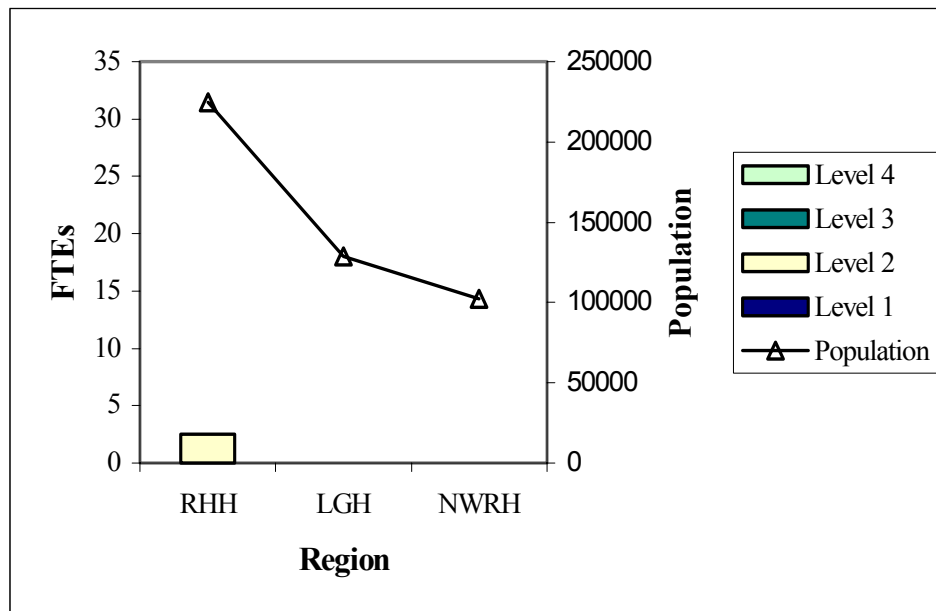 35
30
25
20
15
10
5
0
FTEs
250000
200000
150000
100000
50000
0
Population
RHH LGH NWRH
Region
Level 4
Level 3
Level 2
Level 1
Population